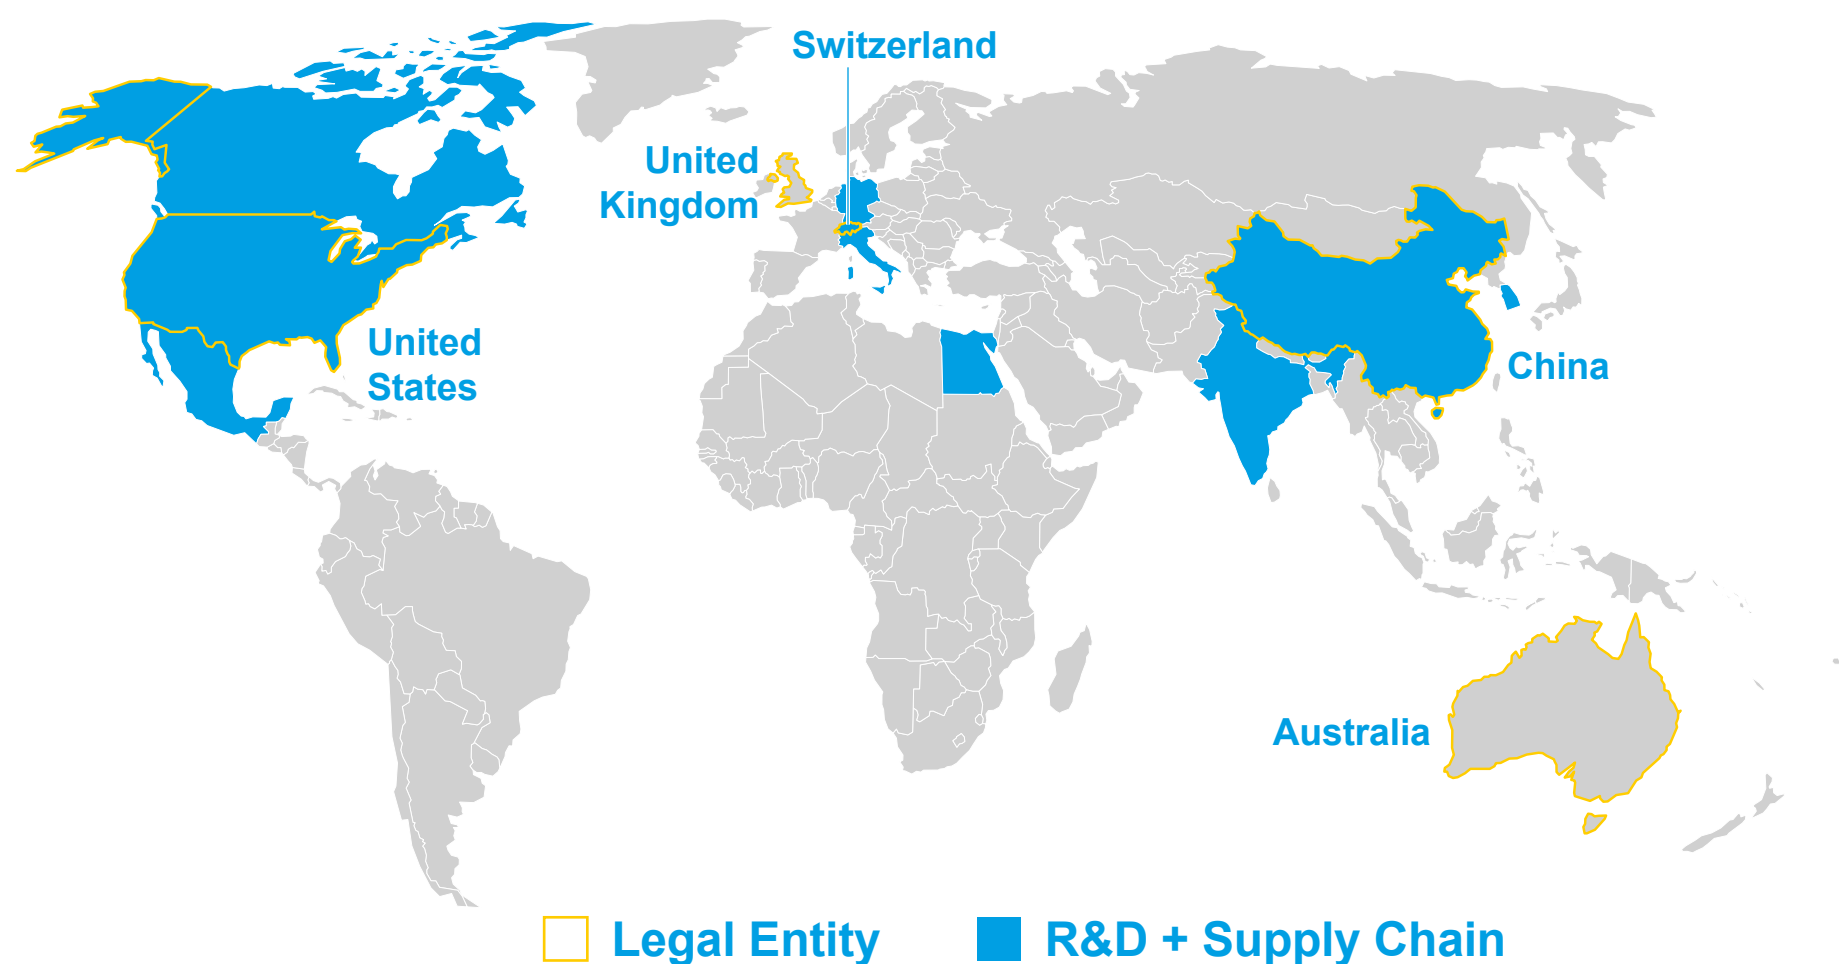 Switzerland
United
Kingdom
United
States
China
Australia
Legal Entity
R&D + Supply Chain